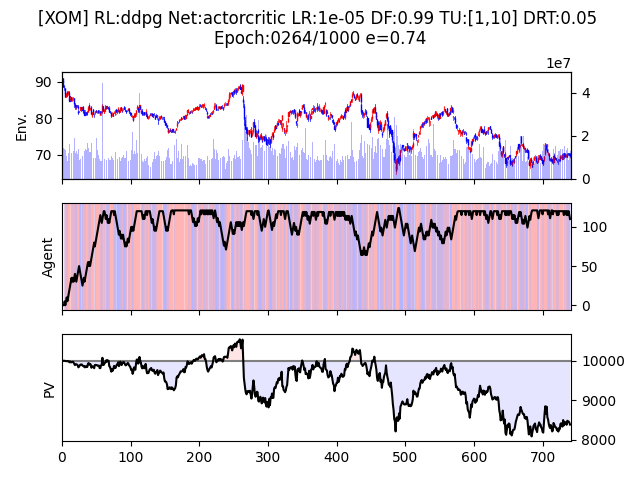 [XOM] RL:ddpg Net:actorcritic LR:1e-05 DF:0.99 TU:[1,10] DRT:0.05
Epoch:0264/1000 e=0.74
1e7
90
80
70
Env.
4
2
0
Agent
100
50
0
PV
10000
9000
8000
0 100 200 300 400 500 600 700